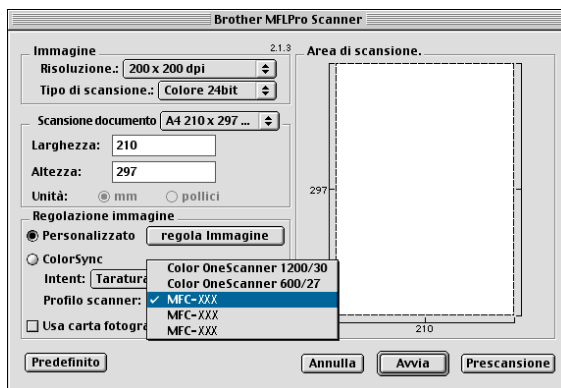 Brother MFLPro Scanner
Immagine
2.1.3
Risoluzione.: 200 x 200 dpi
Tipo di scansione.: Colore 24bit
Scansione documento A4 210 x 297 ...
Larghezza: 210
Altezza: 297
Unità: mm pollici
Regolazione immagine
Personalizzato regola Immagine
ColorSync
Intent: Taratura
Profilo scanner:
Color OneScanner 1200/30
Color OneScanner 600/27
✓ MFC-XXX
MFC-XXX
MFC-XXX
Usa carta fotogra
Area di scansione.
297
210
Predefinito
Annulla
Avvia
Prescansione